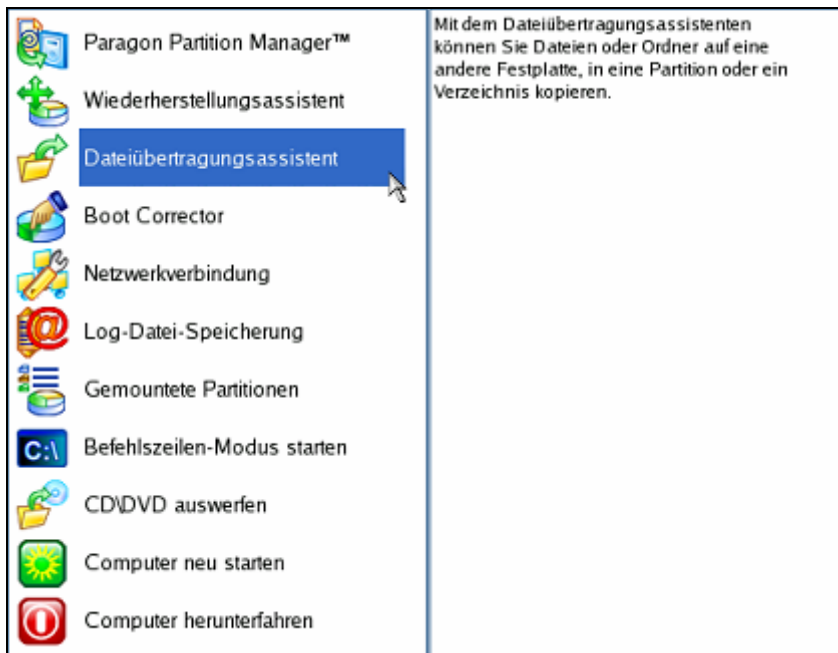 Paragon Partition Manager™
Wiederherstellungsassistent
Dateiübertragungsassistent
Boot Corrector
Netzwerkverbindung
Log-Datei-Speicherung
Gemountete Partitionen
C:\ Befehlszeilen-Modus starten
CD\DVD auswerfen
Computer neu starten
Computer herunterfahren
Mit dem Dateiübertragungsassistenten
können Sie Dateien oder Ordner auf eine
andere Festplatte, in eine Partition oder ein
Verzeichnis kopieren.